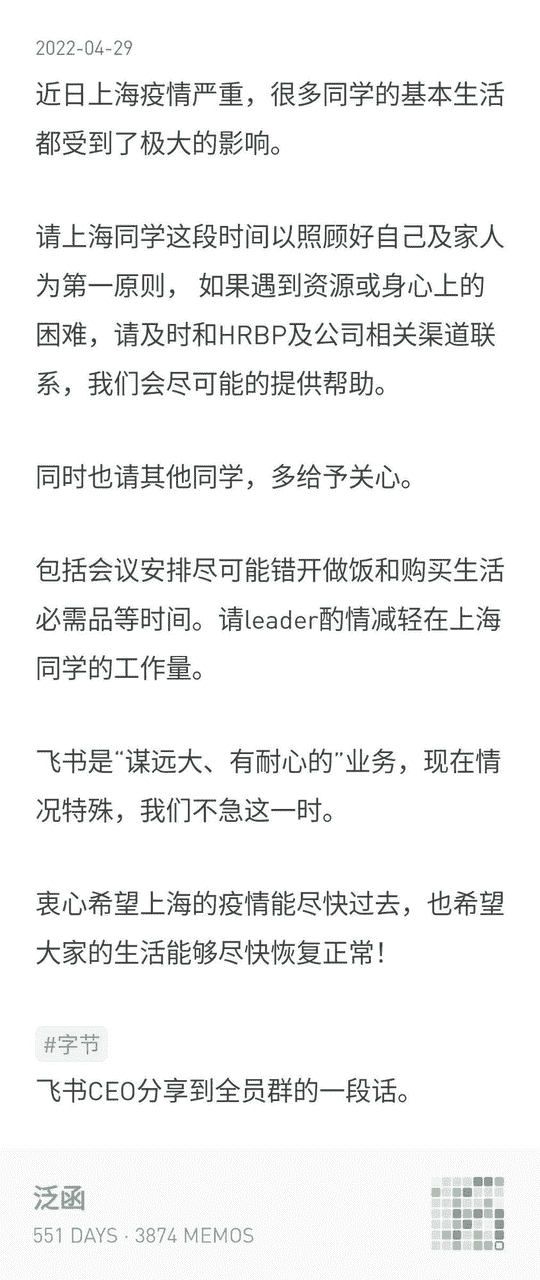 2022-04-29
近日上海疫情严重，很多同学的基本生活
都受到了极大的影响。
请上海同学这段时间以照顾好自己及家人
为第一原则， 如果遇到资源或身心上的
困难，请及时和HRBP及公司相关渠道联
系，我们会尽可能的提供帮助。
同时也请其他同学，多给予关心。
包括会议安排尽可能错开做饭和购买生活
必需品等时间。请leader酌情减轻在上海
同学的工作量。
飞书是“谋远大、有耐心的”业务，现在情
况特殊，我们不急这一时。
衷心希望上海的疫情能尽快过去，也希望
大家的生活能够尽快恢复正常！
#字节
飞书CEO分享到全员群的一段话。
泛函
551 DAYS · 3874 MEMOS